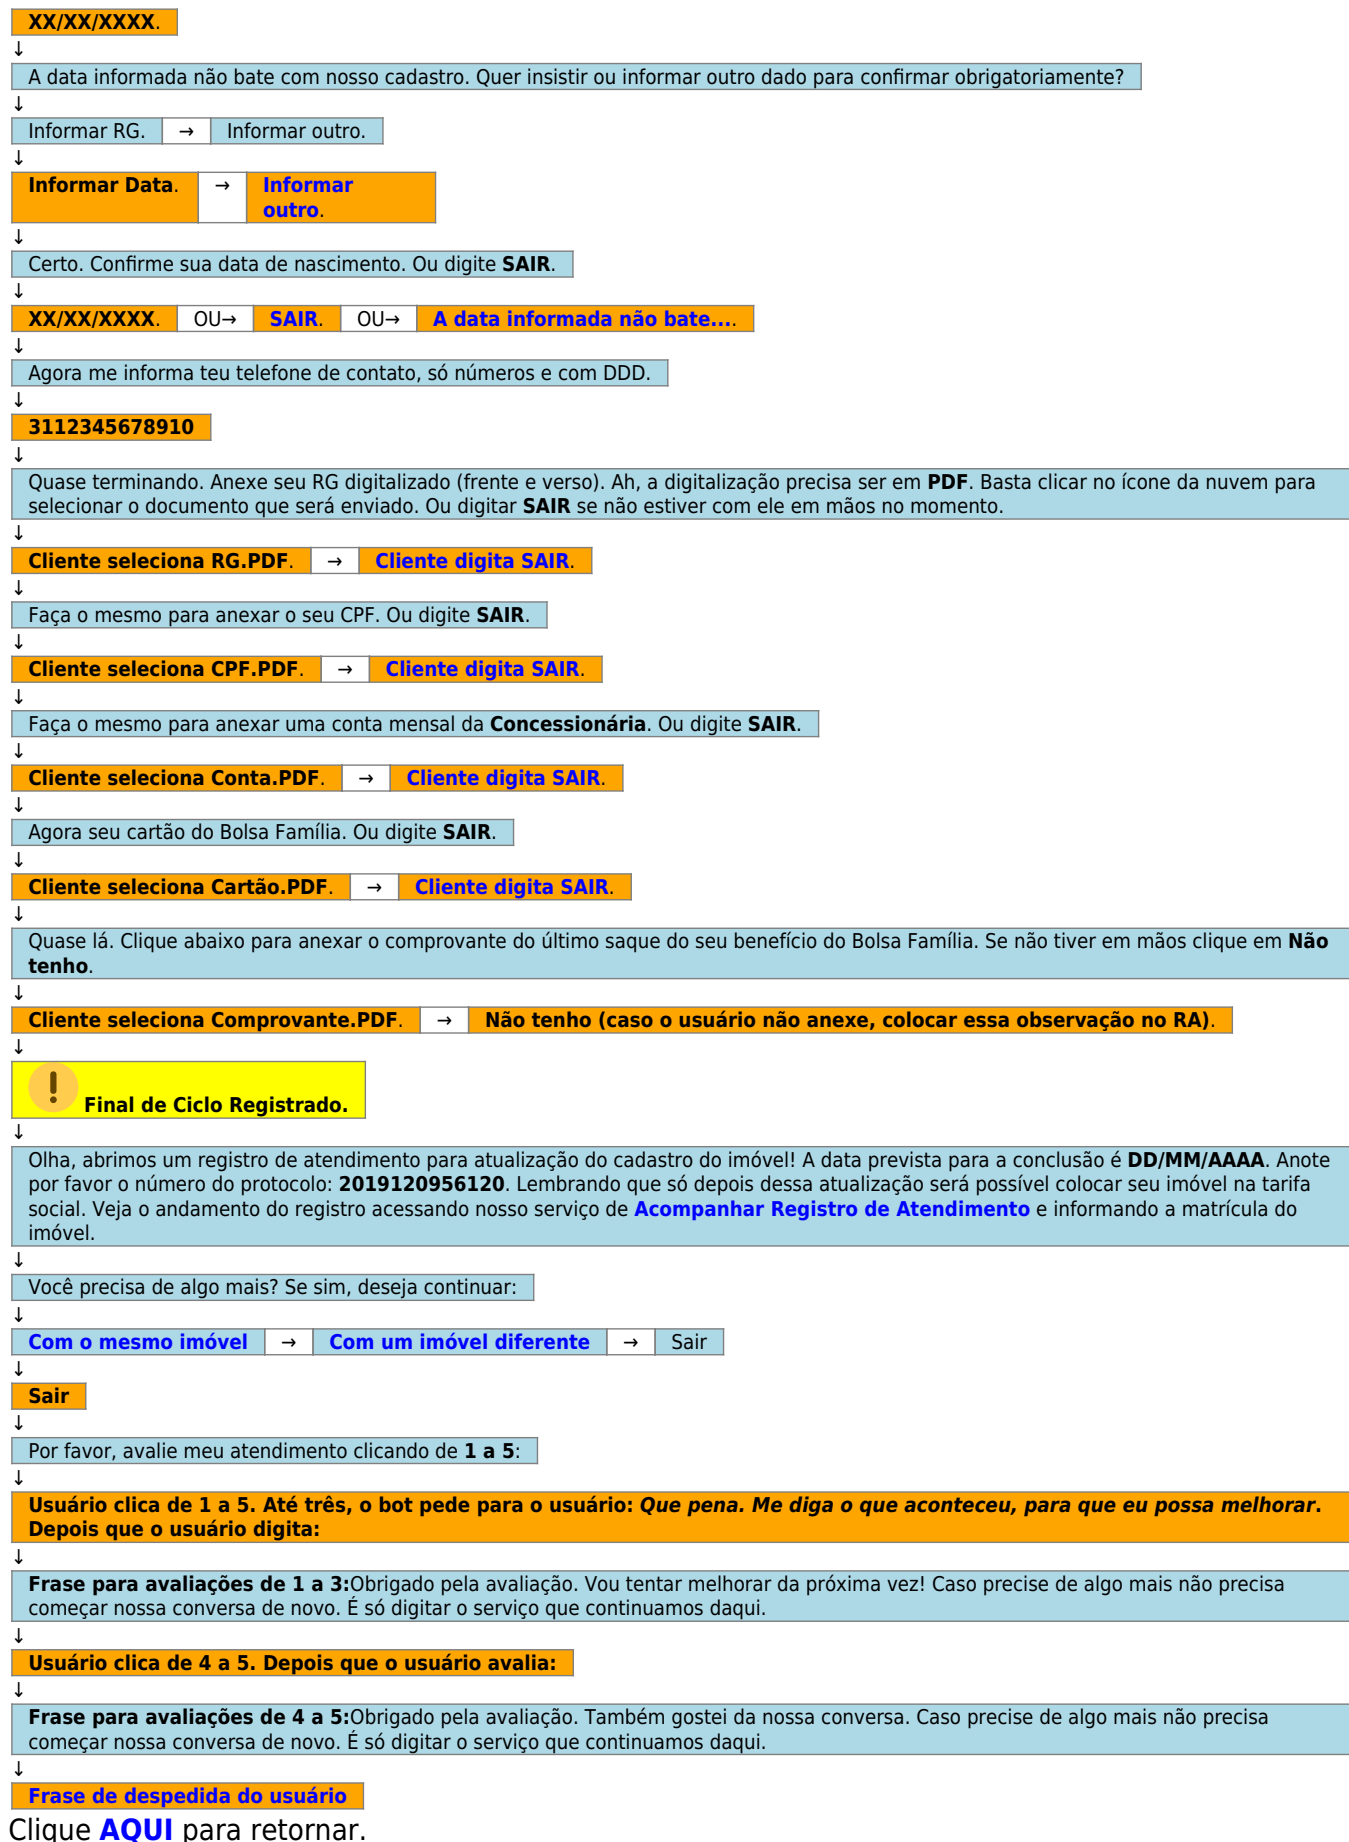 XX/XX/XXXX.
↓
A data informada não bate com nosso cadastro. Quer insistir ou informar outro dado para confirmar obrigatoriamente?
↓
Informar RG. → Informar outro.
↓
Informar Data. → Informar
outro.
↓
Certo. Confirme sua data de nascimento. Ou digite SAIR.
↓
XX/XX/XXXX. OU→ SAIR. OU→ A data informada não bate....
↓
Agora me informa teu telefone de contato, só números e com DDD.
↓
3112345678910
↓
Quase terminando. Anexe seu RG digitalizado (frente e verso). Ah, a digitalização precisa ser em PDF. Basta clicar no ícone da nuvem para
selecionar o documento que será enviado. Ou digitar SAIR se não estiver com ele em mãos no momento.
↓
Cliente seleciona RG.PDF. → Cliente digita SAIR.
↓
Faça o mesmo para anexar o seu CPF. Ou digite SAIR.
↓
Cliente seleciona CPF.PDF. → Cliente digita SAIR.
↓
Faça o mesmo para anexar uma conta mensal da Concessionária. Ou digite SAIR.
↓
Cliente seleciona Conta.PDF. → Cliente digita SAIR.
↓
Agora seu cartão do Bolsa Família. Ou digite SAIR.
↓
Cliente seleciona Cartão.PDF. → Cliente digita SAIR.
↓
Quase lá. Clique abaixo para anexar o comprovante do último saque do seu benefício do Bolsa Família. Se não tiver em mãos clique em Não
tenho.
↓
Cliente seleciona Comprovante.PDF. → Não tenho (caso o usuário não anexe, colocar essa observação no RA).
↓
! Final de Ciclo Registrado.
↓
Olha, abrimos um registro de atendimento para atualização do cadastro do imóvel! A data prevista para a conclusão é DD/MM/AAAA. Anote
por favor o número do protocolo: 2019120956120. Lembrando que só depois dessa atualização será possível colocar seu imóvel na tarifa
social. Veja o andamento do registro acessando nosso serviço de Acompanhar Registro de Atendimento e informando a matrícula do
imóvel.
↓
Você precisa de algo mais? Se sim, deseja continuar:
↓
Com o mesmo imóvel → Com um imóvel diferente → Sair
↓
Sair
↓
Por favor, avalie meu atendimento clicando de 1 a 5:
↓
Usuário clica de 1 a 5. Até três, o bot pede para o usuário: Que pena. Me diga o que aconteceu, para que eu possa melhorar.
Depois que o usuário digita:
↓
Frase para avaliações de 1 a 3:Obrigado pela avaliação. Vou tentar melhorar da próxima vez! Caso precise de algo mais não precisa
começar nossa conversa de novo. É só digitar o serviço que continuamos daqui.
↓
Usuário clica de 4 a 5. Depois que o usuário avalia:
↓
Frase para avaliações de 4 a 5:Obrigado pela avaliação. Também gostei da nossa conversa. Caso precise de algo mais não precisa
começar nossa conversa de novo. É só digitar o serviço que continuamos daqui.
↓
Frase de despedida do usuário
Clique AQUI para retornar.